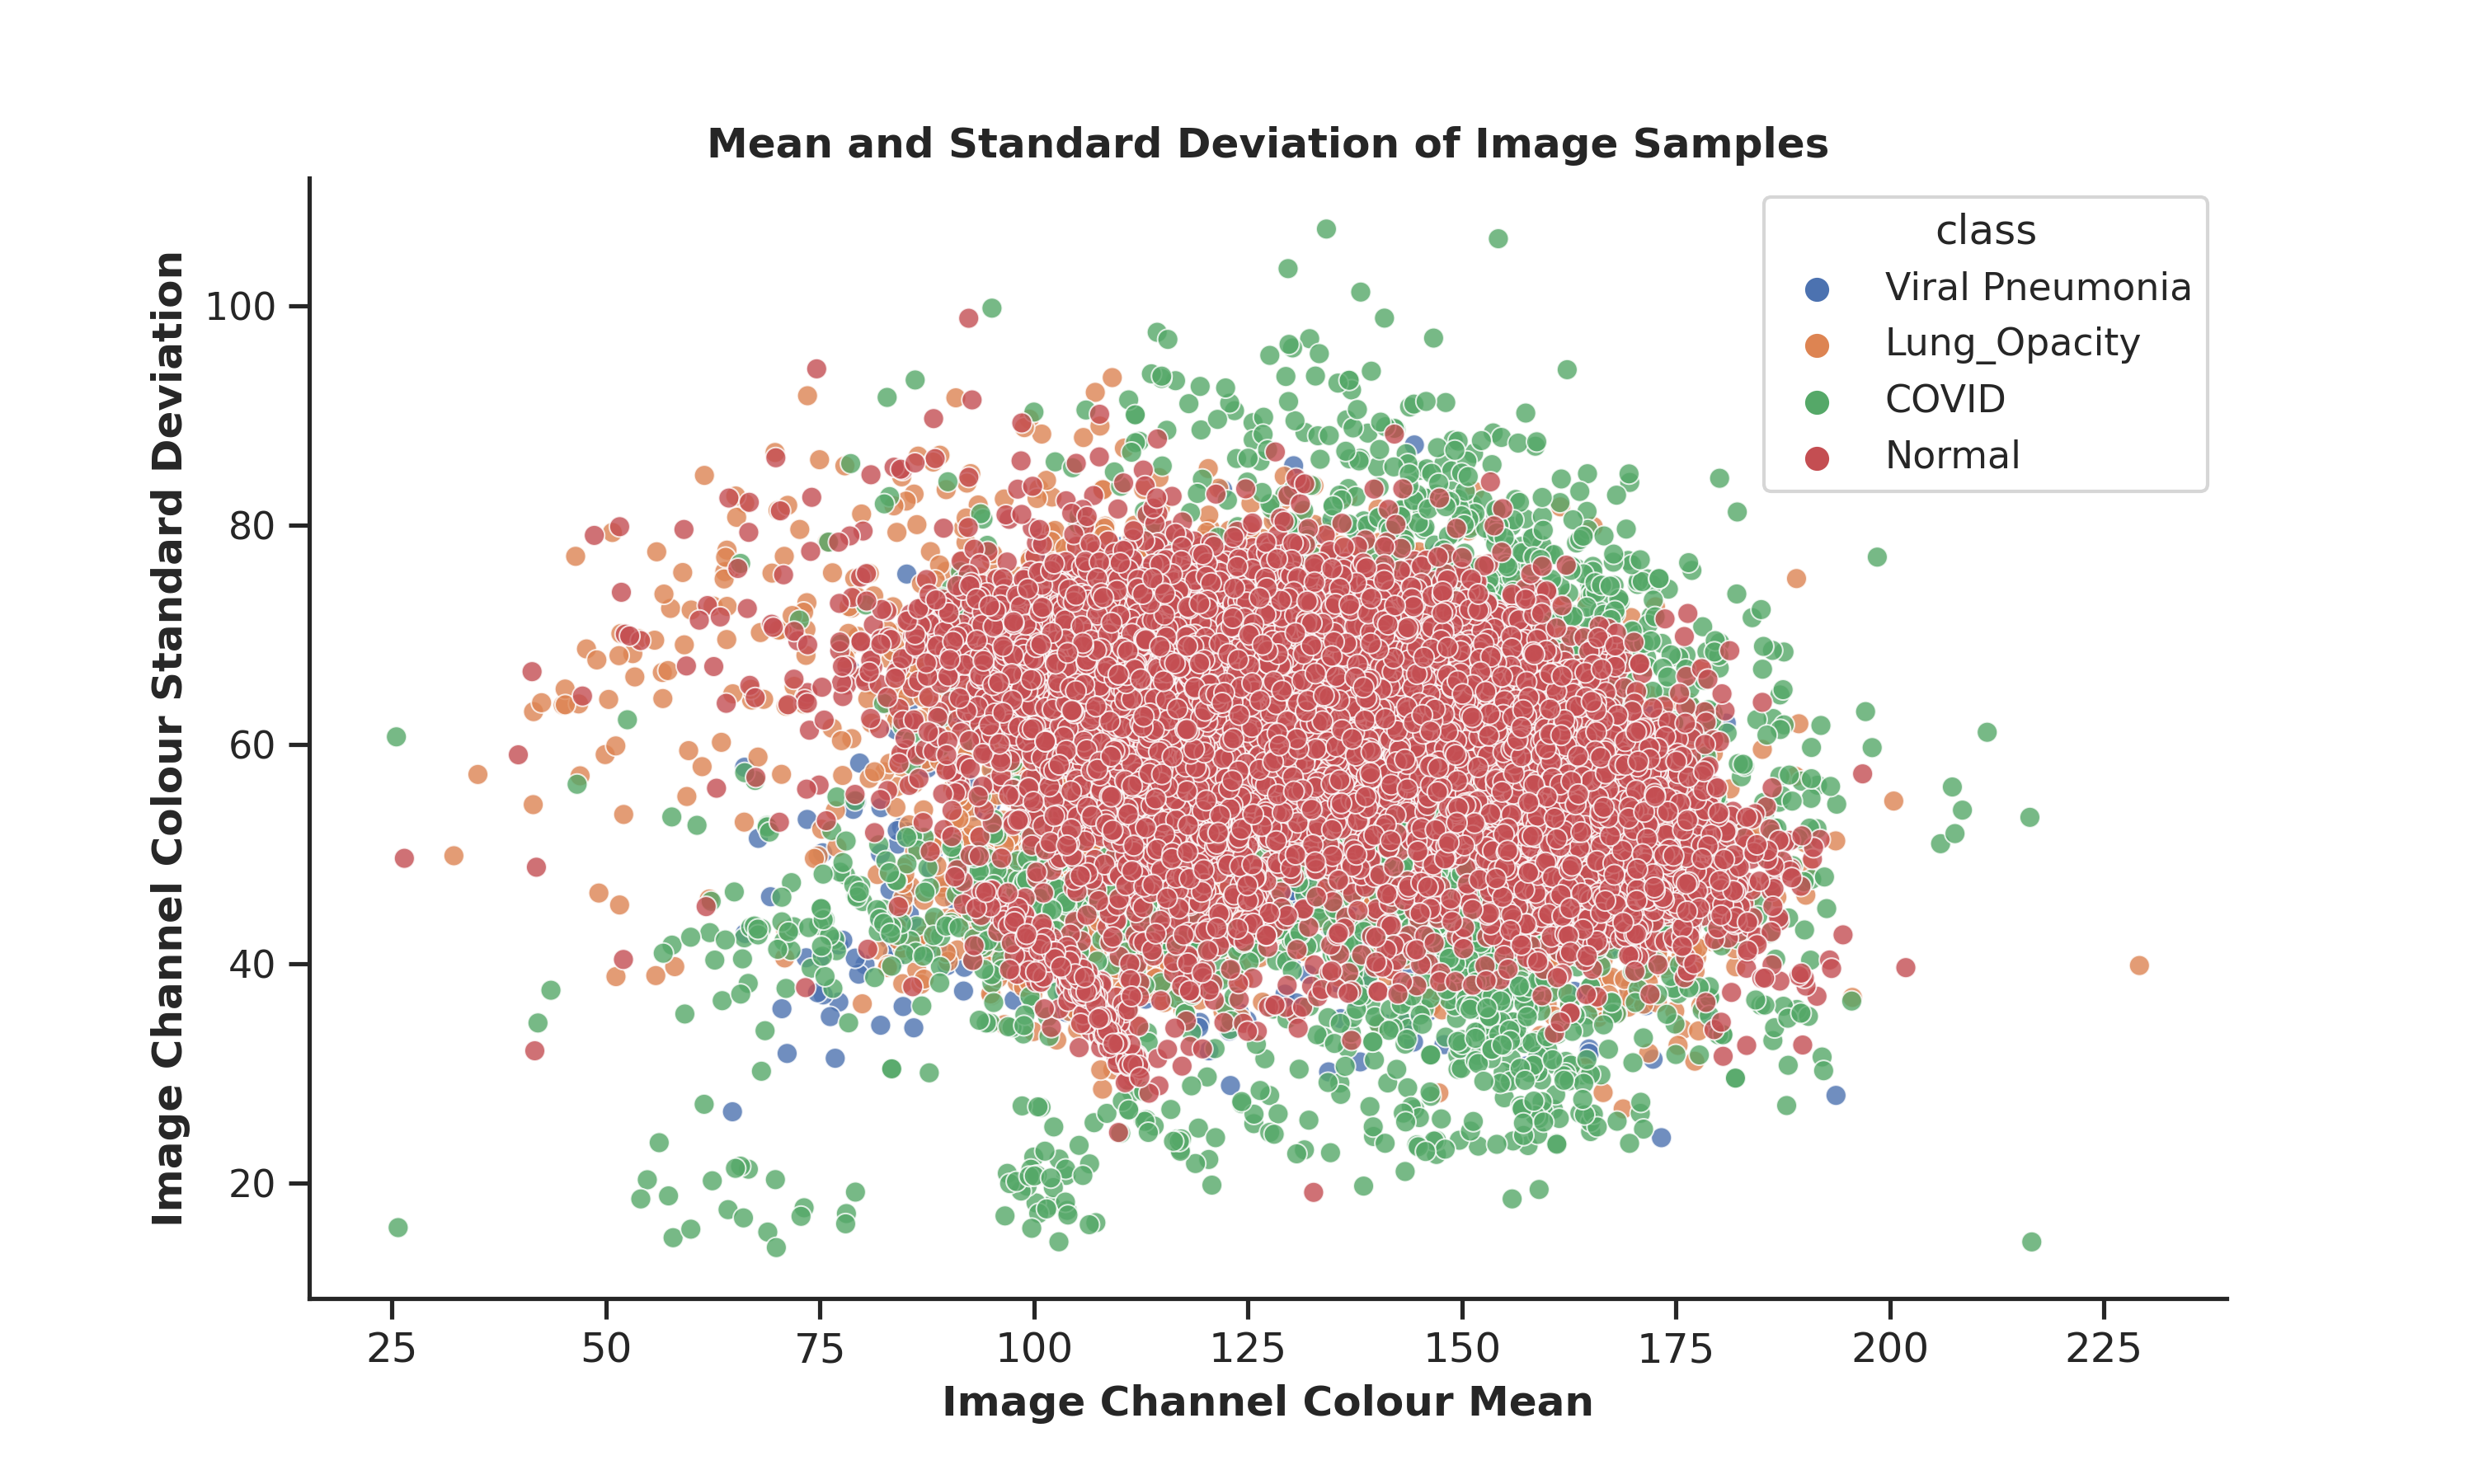 Mean and Standard Deviation of Image Samples
class
Viral Pneumonia
Lung_Opacity
COVID
Normal
Image Channel Colour Standard Deviation
100
80
60
40
20
25 50 75 100 125 150 175 200 225
Image Channel Colour Mean